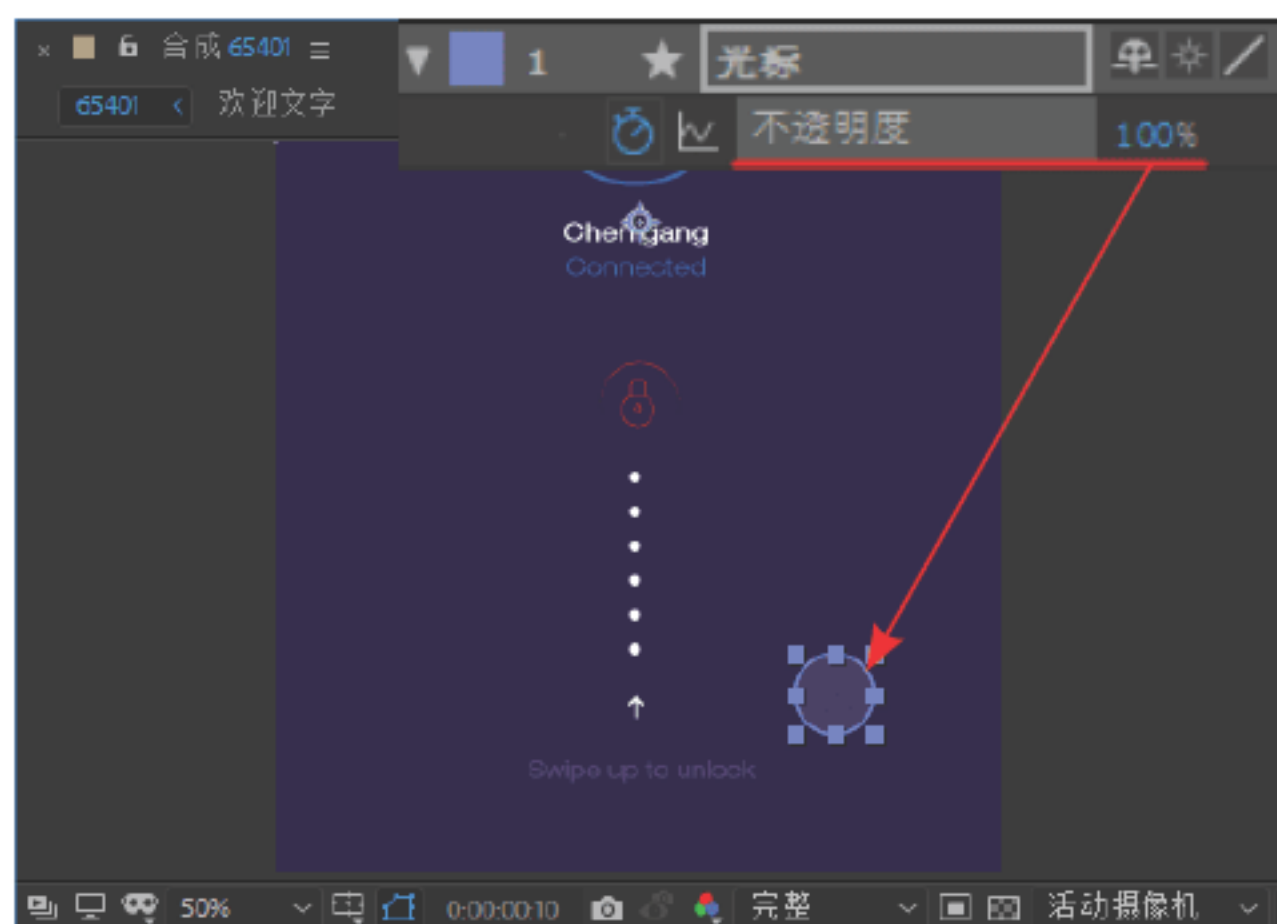 合成 65401
1 光标
65401 欢迎文字
不透明度 100%
Chenggang
Connected
Swipe up to unlock
50% 0:00:00:10 完整 活动摄像机